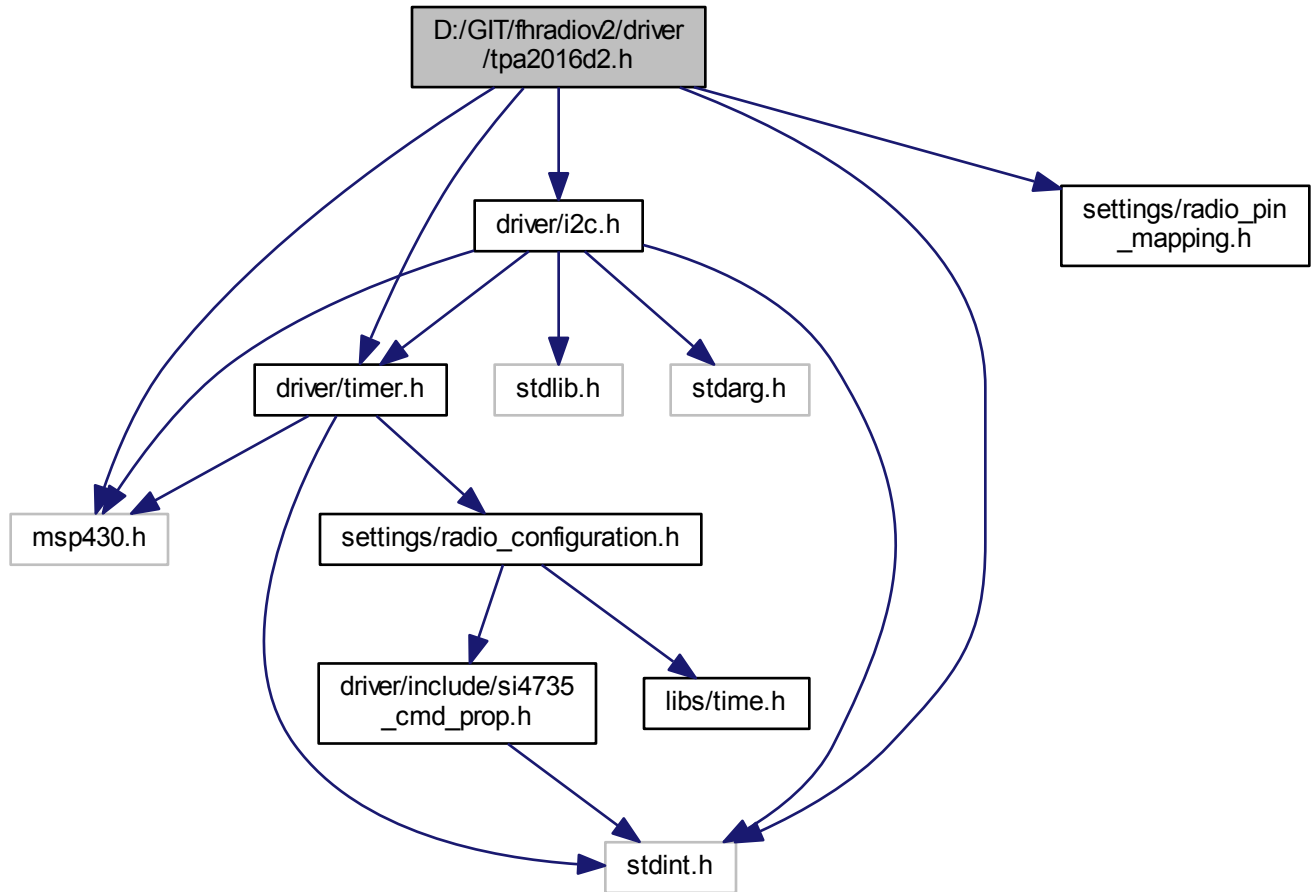 D:/GIT/fhradiov2/driver
/tpa2016d2.h
driver/i2c.h
settings/radio_pin
_mapping.h
driver/timer.h
stdlib.h
stdarg.h
msp430.h
settings/radio_configuration.h
driver/include/si4735
_cmd_prop.h
libs/time.h
stdint.h